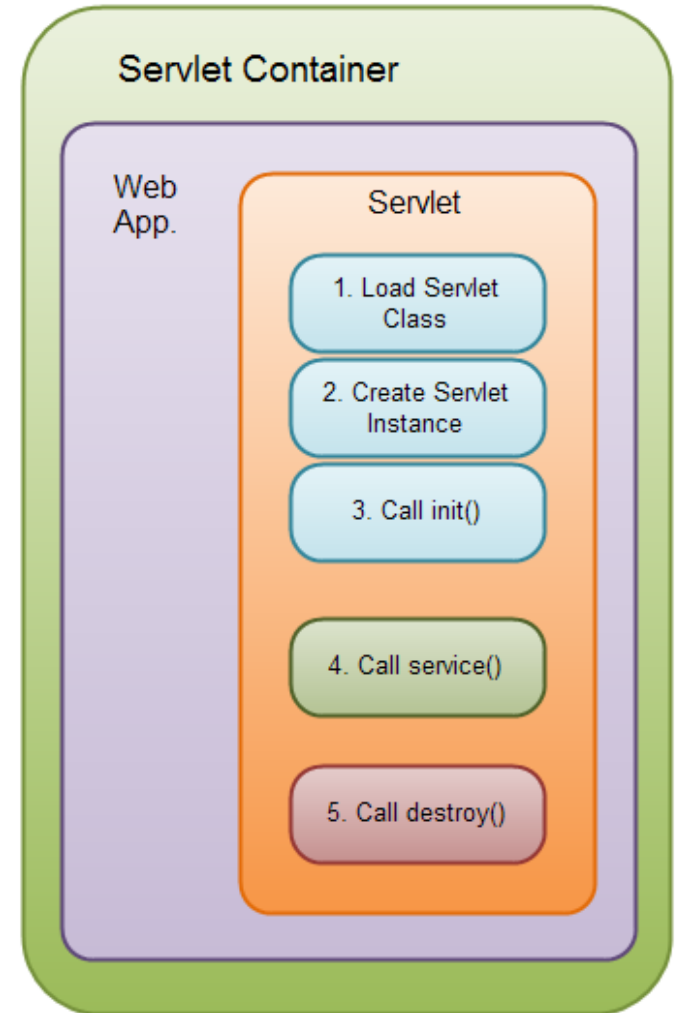 Servlet Container
Web
App.
Servlet
1. Load Servlet
Class
2. Create Servlet
Instance
3. Call init()
4. Call service()
5. Call destroy()